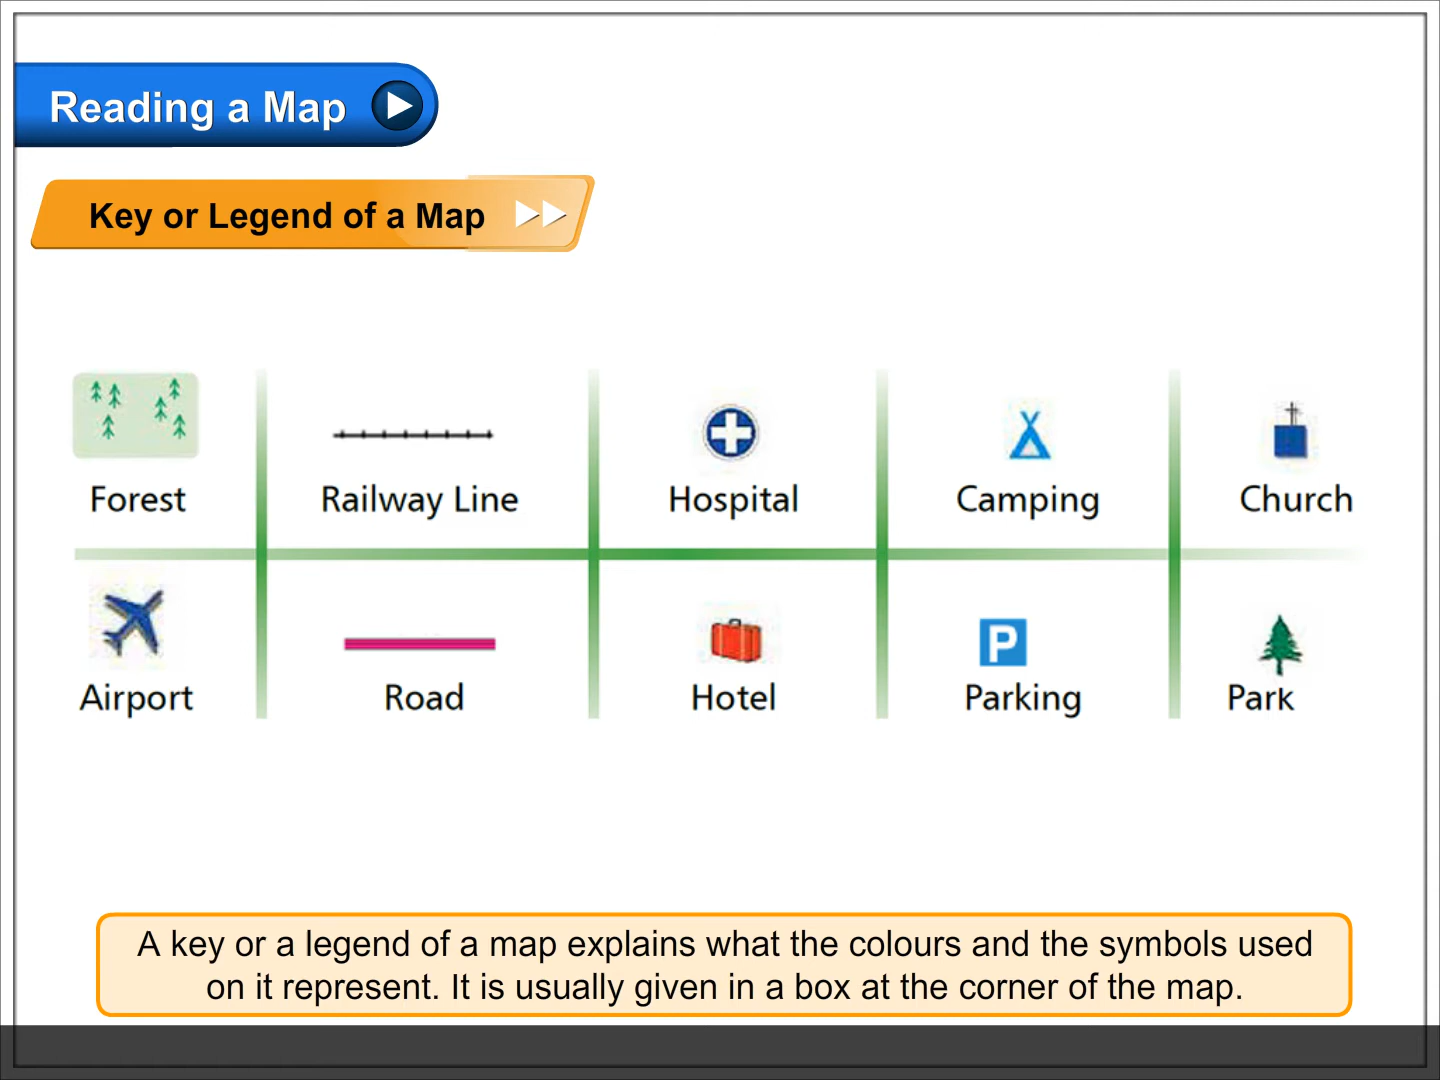 Reading a Map
Key or Legend of a Map
Forest
Railway Line
Hospital
Camping
Church
Airport
Road
Hotel
P
Parking
Park
A key or a legend of a map explains what the colours and the symbols used
on it represent. It is usually given in a box at the corner of the map.